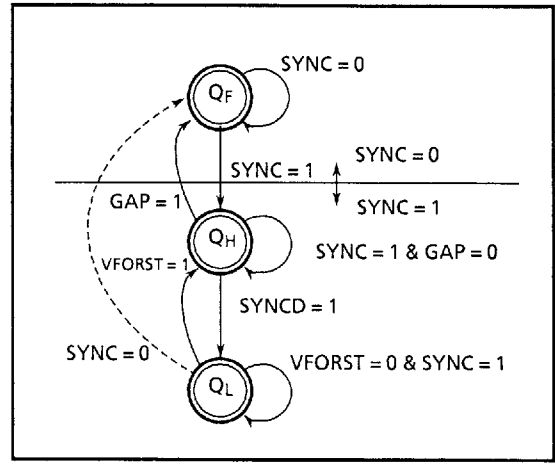 SYNC = 0
QF
SYNC = 0
SYNC = 1
GAP = 1
SYNC = 1
QH
SYNC = 1 & GAP = 0
VFORST = 1
SYNCD = 1
SYNC = 0
VFORST = 0 & SYNC = 1
QL